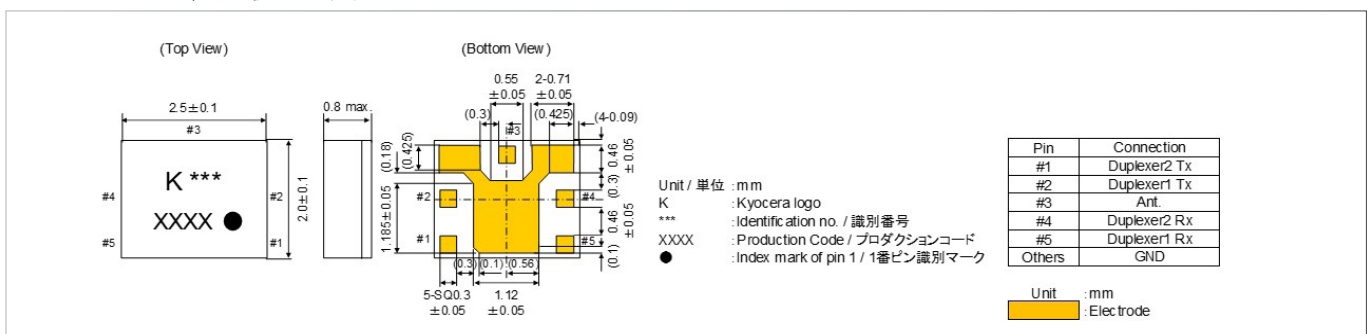 (Top View)
2.5±0.1
#3
#4
#5
#2
#1
K ***
XXXX ●
2.0±0.1
0.8 max.
(Bottom View)
0.55
±0.05
2-0.71
±0.05
(0.3)
(0.425)
(4-0.09)
#3
(0.18)
(0.425)
0.46
±0.05
(0.3)
#2
#4
1.185±0.05
0.46
±0.05
#1
#5
(0.1)
(0.3)
(0.1)
(0.56)
5-SQ0.3
±0.05
1.12
±0.05
Unit / 単位 :mm
K :Kyocera logo
*** :Identification no. / 識別番号
XXXX :Production Code / プロダクションコード
● :Index mark of pin 1 / 1番ピン識別マーク
Pin Connection
#1 Duplexer2 Tx
#2 Duplexer1 Tx
#3 Ant.
#4 Duplexer2 Rx
#5 Duplexer1 Rx
Others GND
Unit :mm
:Electrode